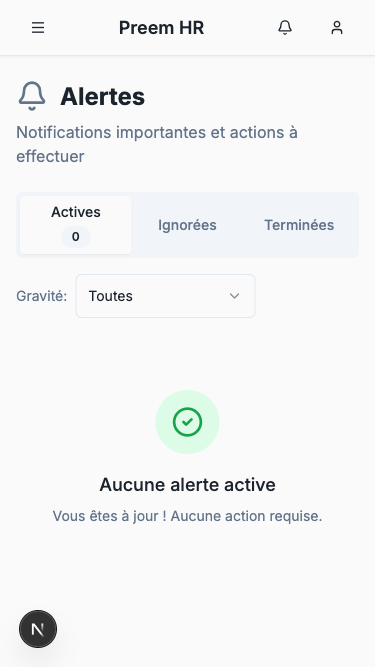 Preem HR
Alertes
Notifications importantes et actions à
effectuer
Actives
0
Ignorées
Terminées
Gravité:
Toutes
Aucune alerte active
Vous êtes à jour ! Aucune action requise.
N